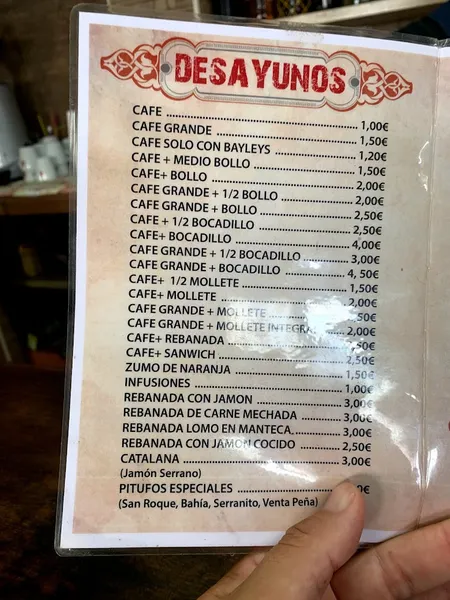 DESAYUNOS
CAFE 1,00€
CAFE GRANDE 1,50€
CAFE SOLO CON BAYLEYS 1,20€
CAFE + MEDIO BOLLO 1,50€
CAFE+ BOLLO 2,00€
CAFE GRANDE + 1/2 BOLLO 2,00€
CAFE GRANDE + BOLLO 2,50€
CAFE + 1/2 BOCADILLO 2,50€
CAFE+ BOCADILLO 4,00€
CAFE GRANDE + 1/2 BOCADILLO 3,00€
CAFE GRANDE + BOCADILLO 4, 50€
CAFE+ 1/2 MOLLETE 1,50€
CAFE+ MOLLETE 2,00€
CAFE GRANDE + MOLLETE
CAFE GRANDE + MOLLETE 2,00€
CAFE+ REBANADA
CAFE+ SANWICH 2,50€
ZUMO DE NARANJA 1,50€
INFUSIONES 1,00€
REBANADA CON JAMON 3,00€
REBANADA DE CARNE MECHADA 3,00€
REBANADA LOMO EN MANTECA. 3,00€
REBANADA CON JAMON COCIDO 2,50€
CATALANA 3,00€
(Jamón Serrano)
PITUFOS ESPECIALES
(San Roque, Bahía, Serranito, Venta Peña)